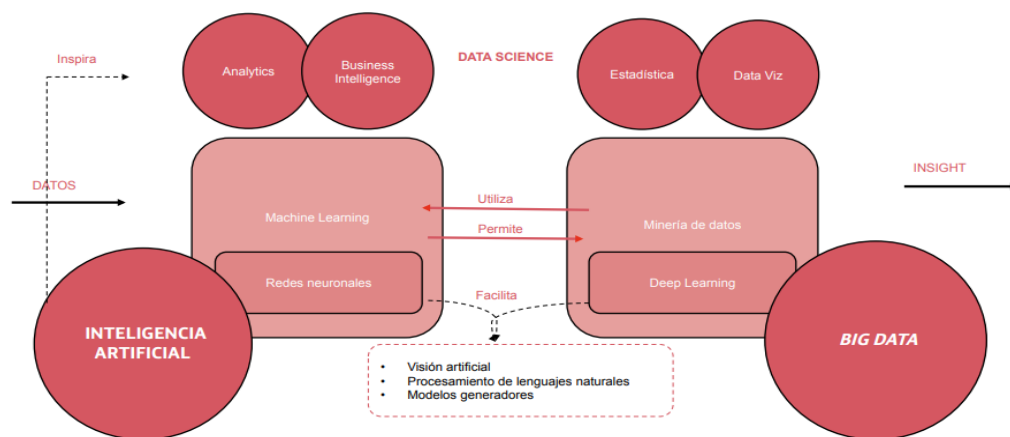 Inspira
Analytics
Business
Intelligence
DATA SCIENCE
Estadística
Data Viz
DATOS
INSIGHT
Machine Learning
Utiliza
Permite
Minería de datos
Redes neuronales
Facilita
Deep Learning
INTELIGENCIA
ARTIFICIAL
BIG DATA
• Visión artificial
• Procesamiento de lenguajes naturales
• Modelos generadores